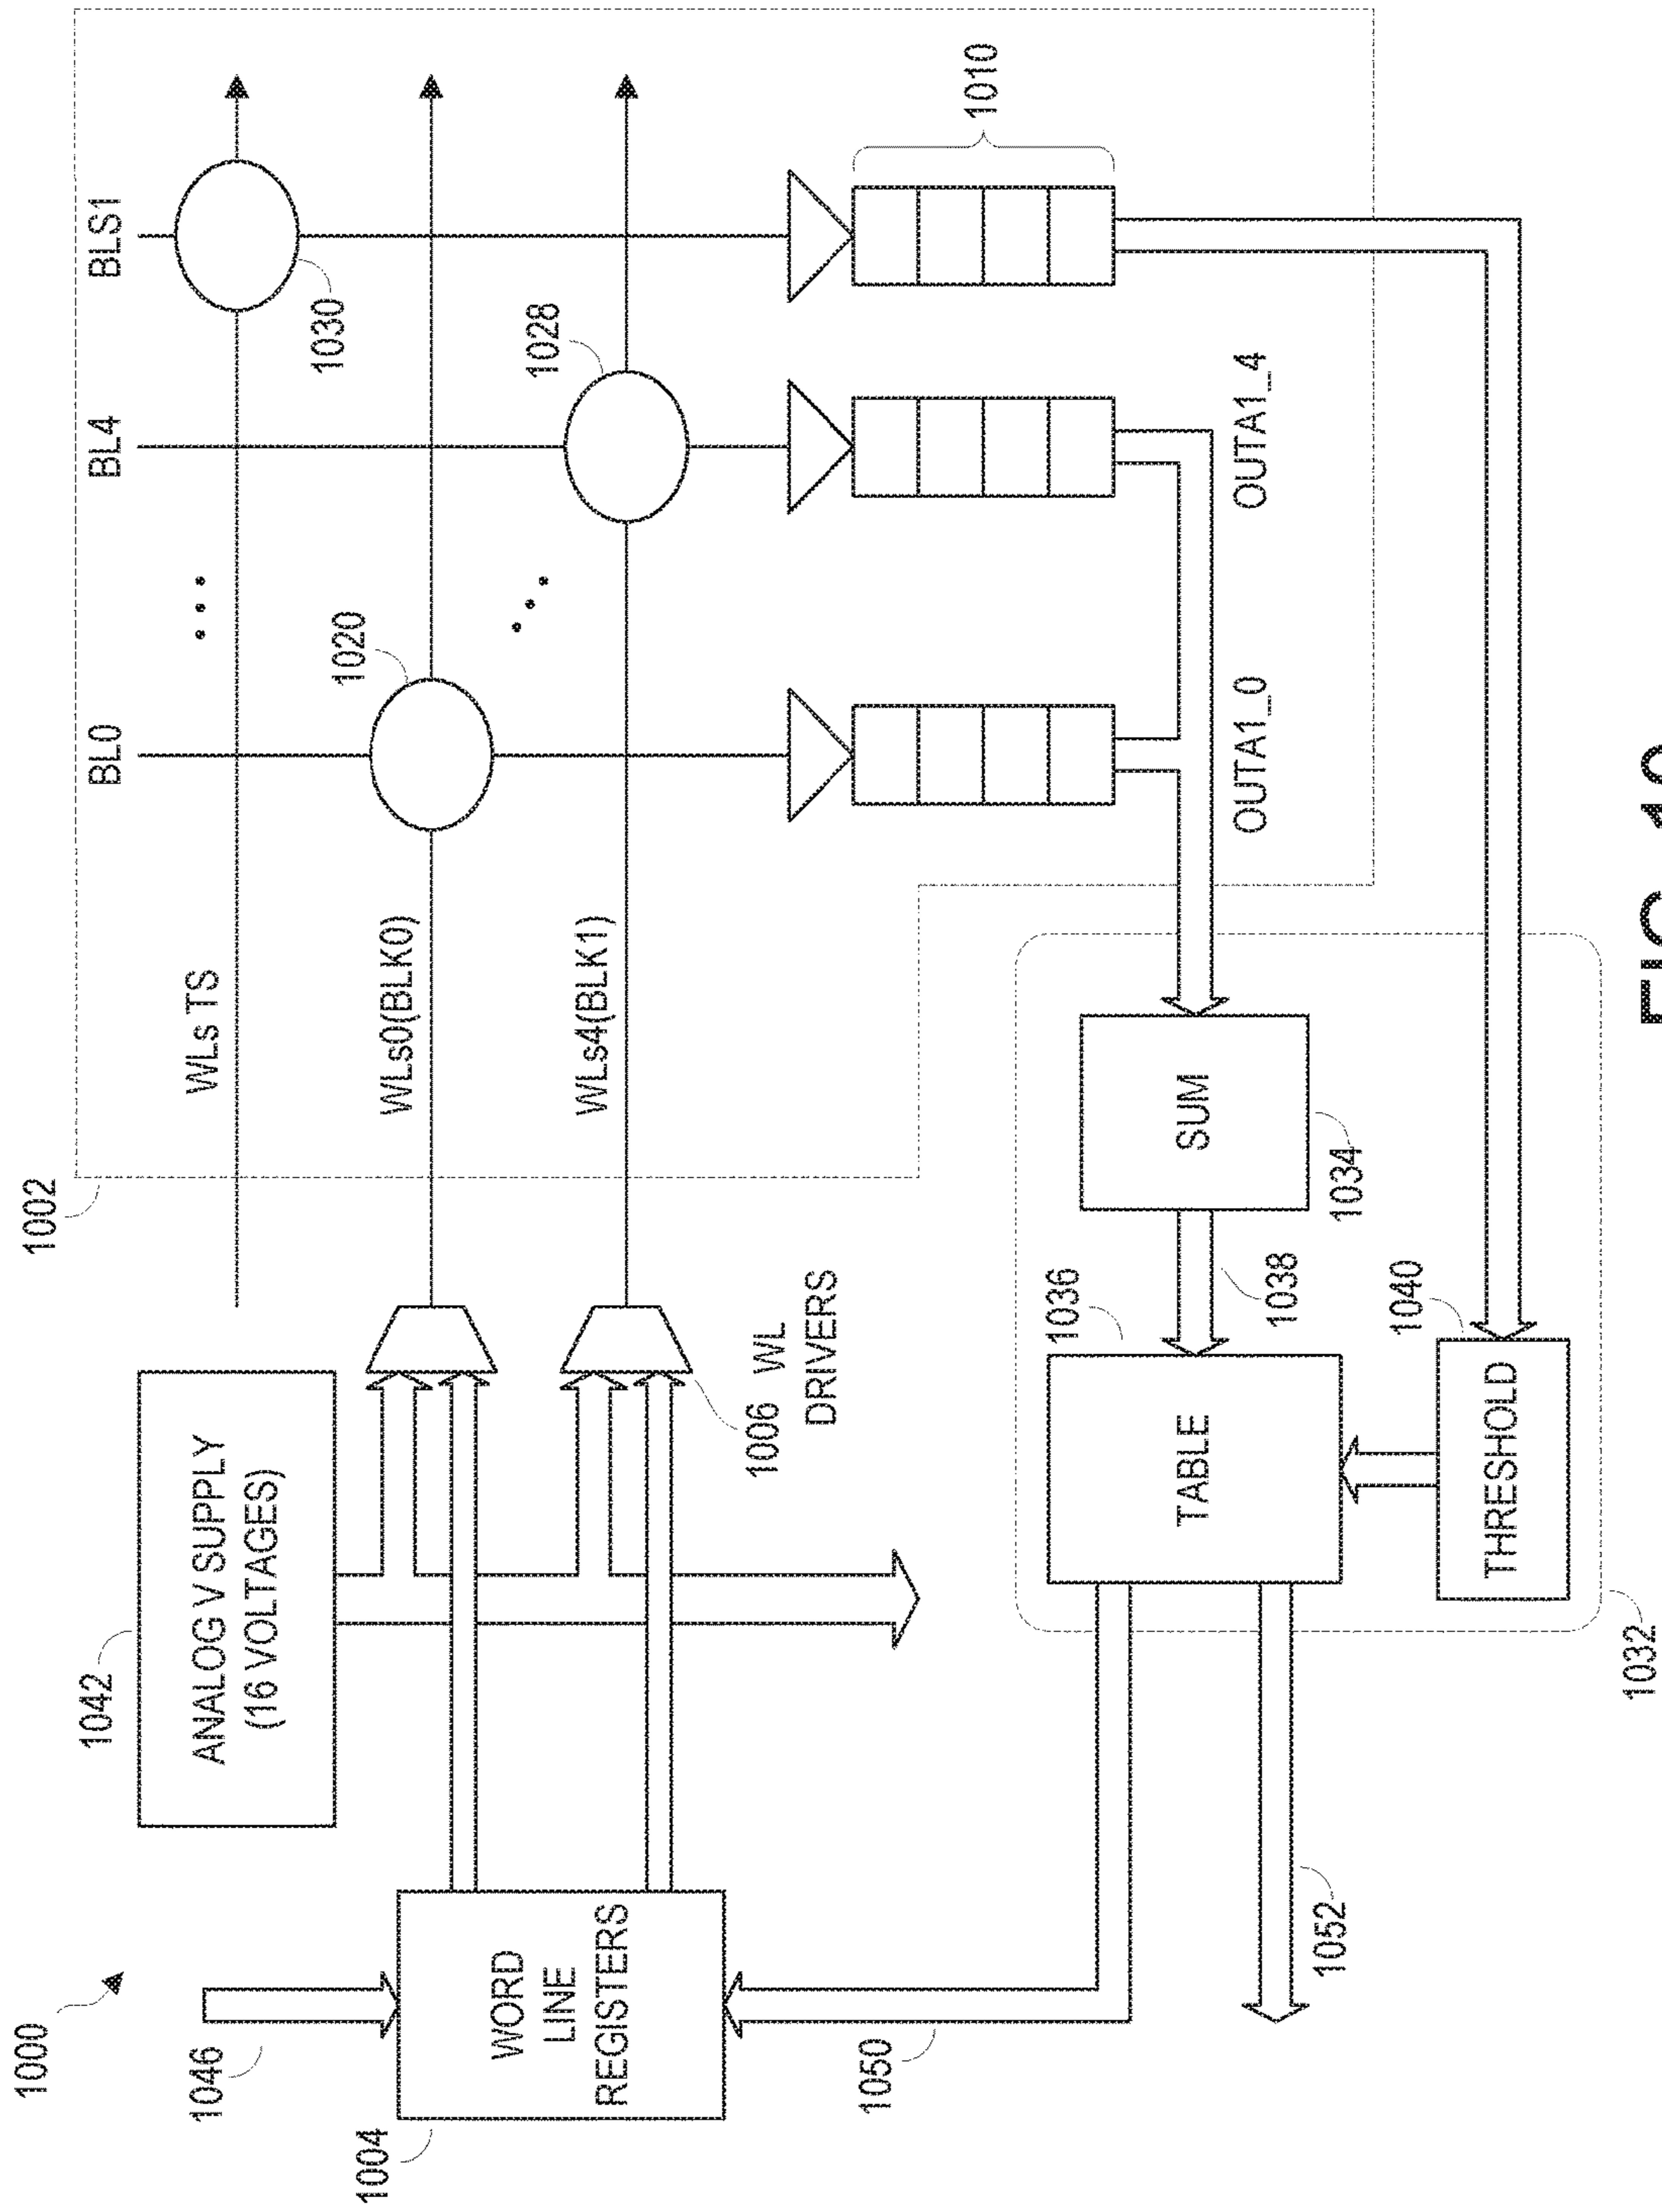 1000
1002
1042
BL0
BL4
BLS1
1046
ANALOG V SUPPLY
(16 VOLTAGES)
WLs TS
1030
1020
1004
WLs0(BLK0)
WORD
LINE
REGISTERS
1028
WLs4(BLK1)
1006 WL
DRIVERS
1050
1010
1036
TABLE
SUM
OUTA1_0
OUTA1_4
1038
1052
1034
1040
THRESHOLD
1032
FIG